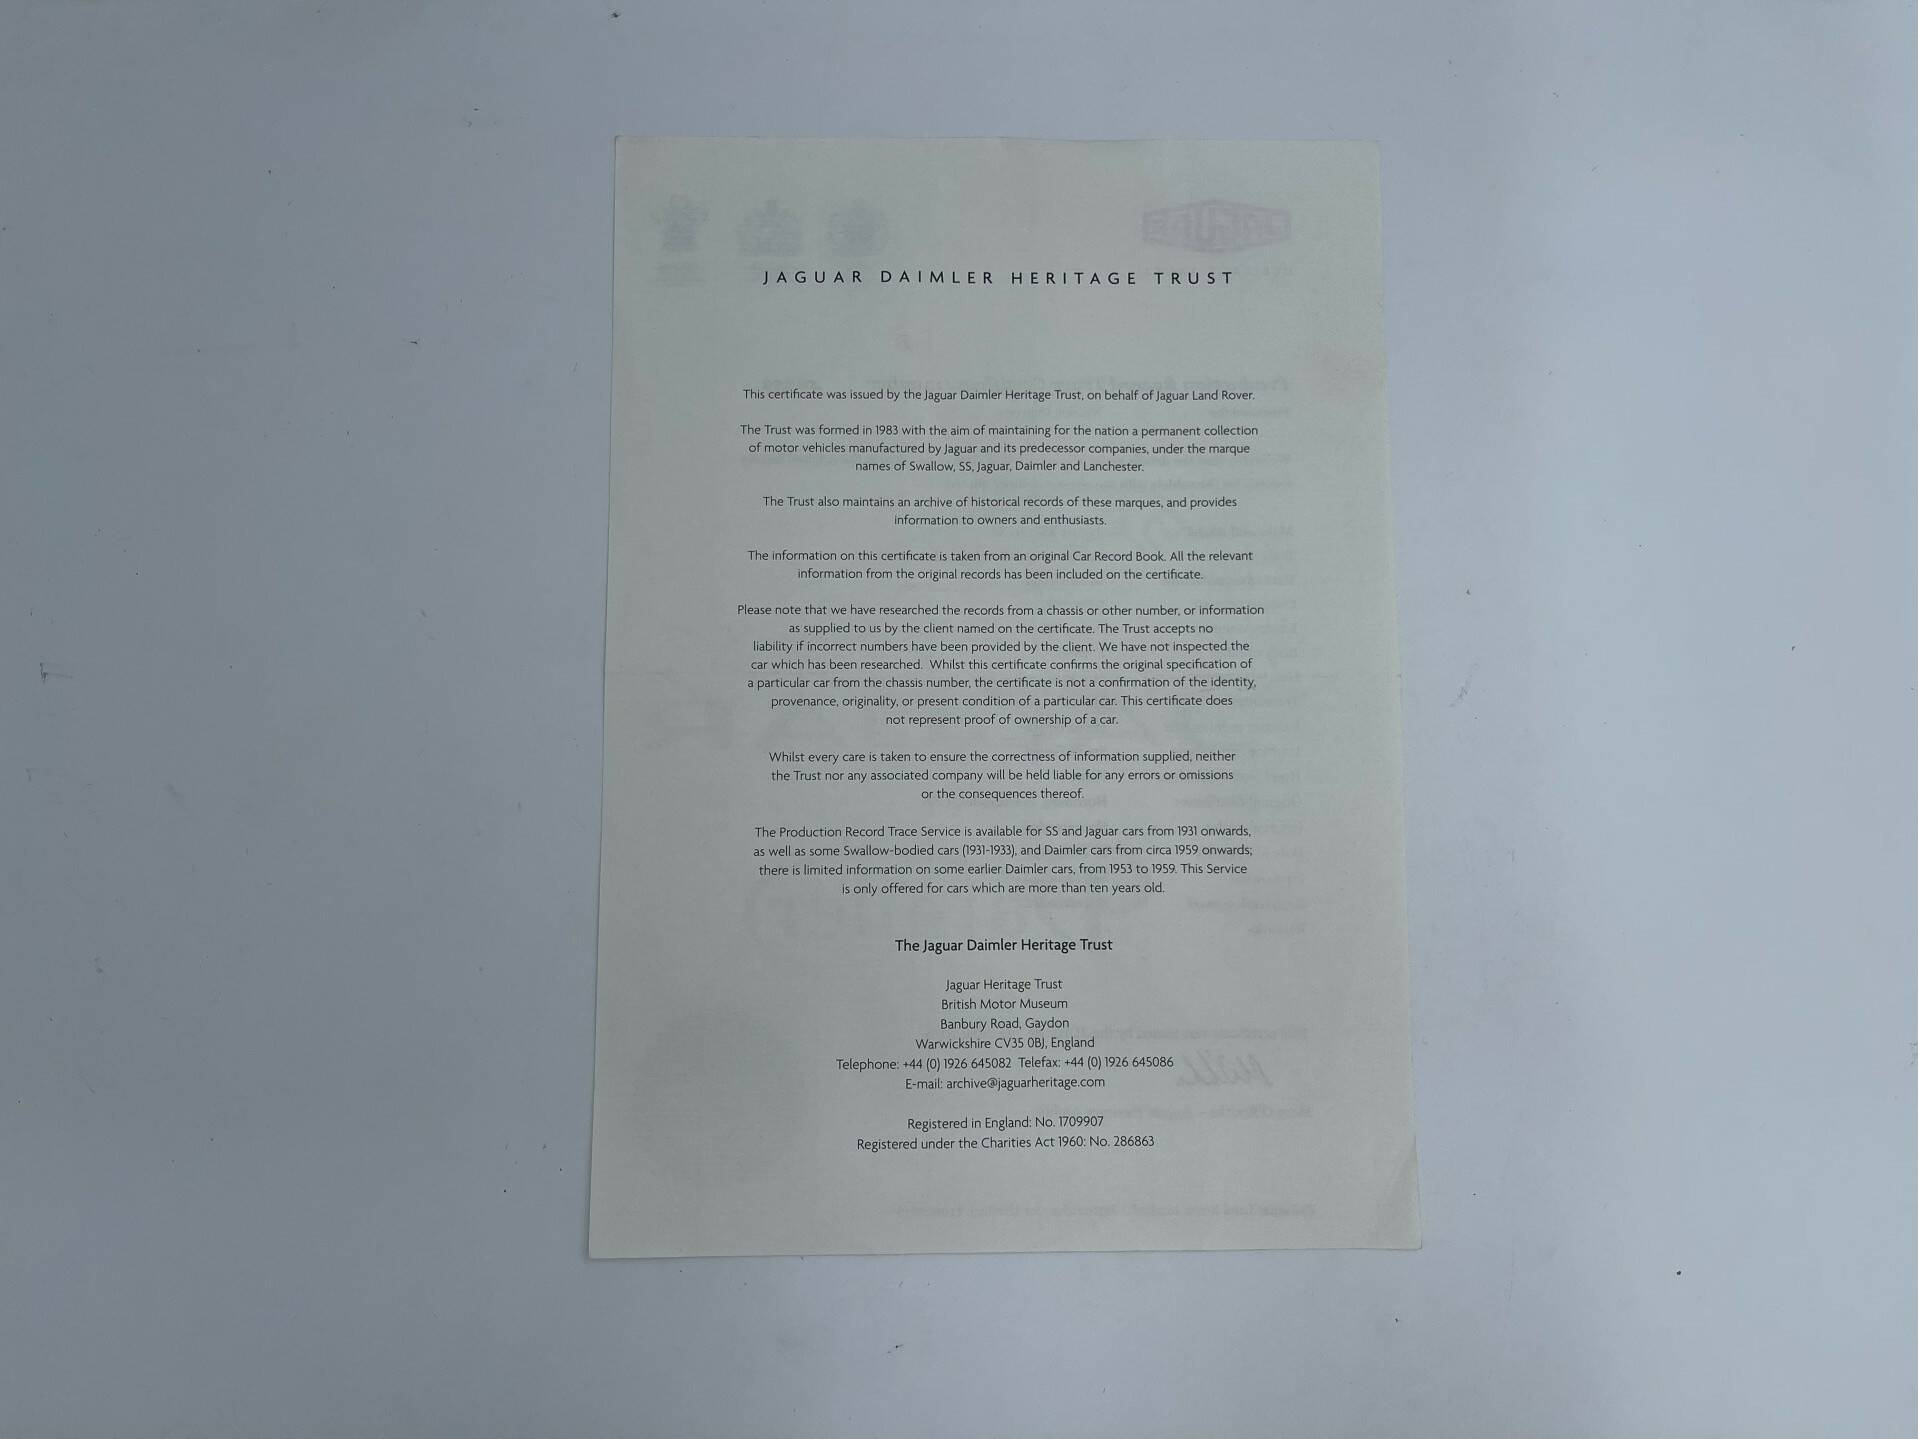 JAGUAR DAIMLER HERITAGE TRUST
This certificate was issued by the Jaguar Daimler Heritage Trust, on behalf of Jaguar Land Rover.
The Trust was formed in 1983 with the aim of maintaining for the nation a permanent collection
of motor vehicles manufactured by Jaguar and its predecessor companies, under the marque
names of Swallow, SS, Jaguar, Daimler and Lanchester.
The Trust also maintains an archive of historical records of these marques, and provides
information to owners and enthusiasts.
The information on this certificate is taken from an original Car Record Book. All the relevant
information from the original records has been included on the certificate.
Please note that we have researched the records from a chassis or other number, or information
as supplied to us by the client named on the certificate. The Trust accepts no
liability if incorrect numbers have been provided by the client. We have not inspected the
car which has been researched. Whilst this certificate confirms the original specification of
a particular car from the chassis number, the certificate is not a confirmation of the identity,
provenance, originality, or present condition of a particular car. This certificate does
not represent proof of ownership of a car.
Whilst every care is taken to ensure the correctness of information supplied, neither
the Trust nor any associated company will be held liable for any errors or omissions
or the consequences thereof.
The Production Record Trace Service is available for SS and Jaguar cars from 1931 onwards,
as well as some Swallow-bodied cars (1931-1933), and Daimler cars from circa 1959 onwards;
there is limited information on some earlier Daimler cars, from 1953 to 1959. This Service
is only offered for cars which are more than ten years old.
The Jaguar Daimler Heritage Trust
Jaguar Heritage Trust
British Motor Museum
Banbury Road, Gaydon
Warwickshire CV35 0BJ, England
Telephone: +44 (0) 1926 645082 Telefax: +44 (0) 1926 645086
E-mail: archive@jaguarheritage.com
Registered in England: No. 1709907
Registered under the Charities Act 1960: No. 286863